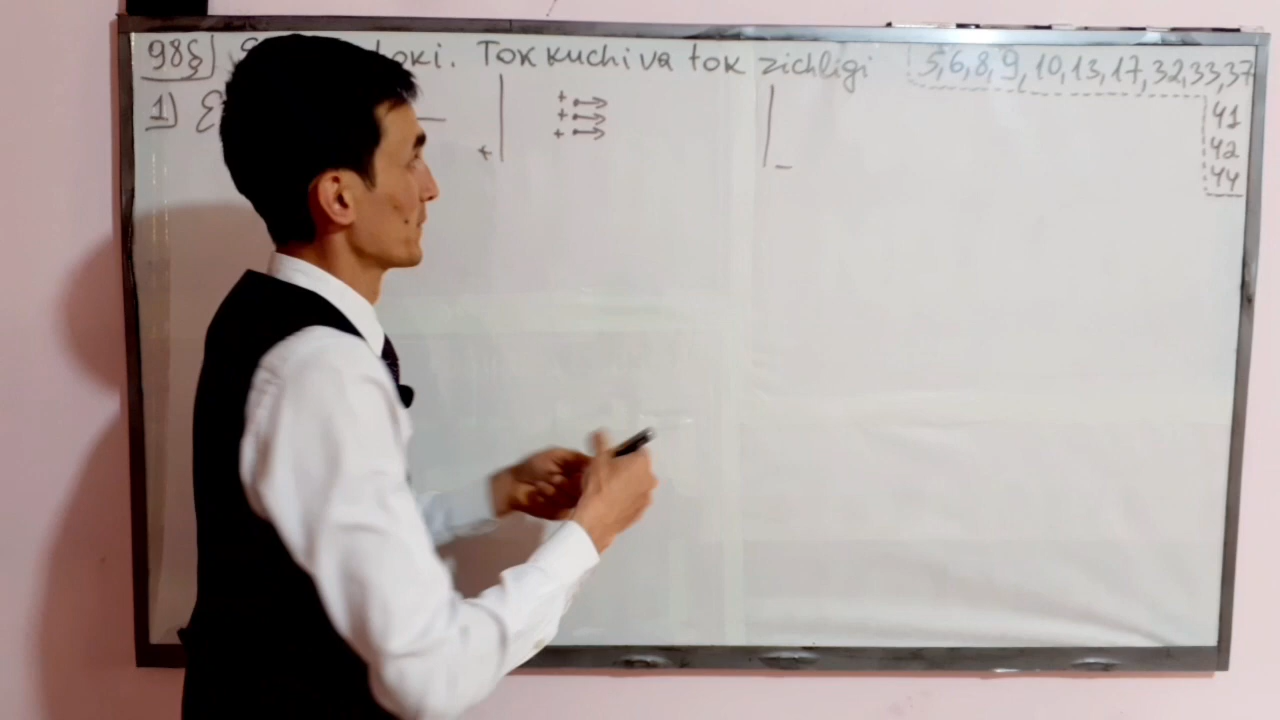 98§ oki. Tok kuchi va tok zichligi 5,6,8,9,10,13,17,32,33,37
41
42
44
1) E
+ + + + −